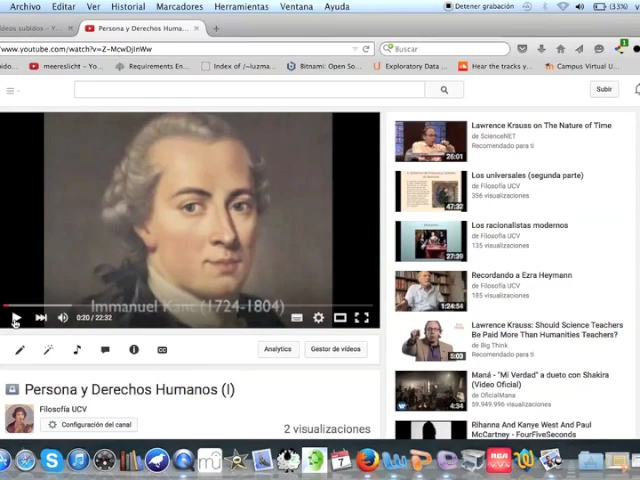 Archivo Editar Ver Historial Marcadores Herramientas Ventana Ayuda
Detener grabación
(33%)
Persona y Derechos Humano...
www.youtube.com/watch?v=Z-McwDjInWw
Buscar
meereslicht - Yo...
Requirements En...
Index of /~luzma...
Bitnami: Open So...
Exploratory Data ...
Hear the tracks y...
Campus Virtual U...
Subir
Immanuel Kant (1724-1804)
0:20 / 22:32
Analytics
Gestor de vídeos
Persona y Derechos Humanos (I)
Filosofía UCV
Configuración del canal
2 visualizaciones
Lawrence Krauss on The Nature of Time
de ScienceNET
Recomendado para ti
26:01
Los universales (segunda parte)
de Filosofía UCV
356 visualizaciones
47:32
Los racionalistas modernos
de Filosofía UCV
135 visualizaciones
27:39
Recordando a Ezra Heymann
de Filosofía UCV
185 visualizaciones
1:24:54
Lawrence Krauss: Should Science Teachers
Be Paid More Than Humanities Teachers?
de Big Think
Recomendado para ti
5:03
Maná - "Mi Verdad" a dueto con Shakira
(Video Oficial)
de OficialMana
59.949.996 visualizaciones
4:34
Rihanna And Kanye West And Paul
McCartney - FourFiveSeconds